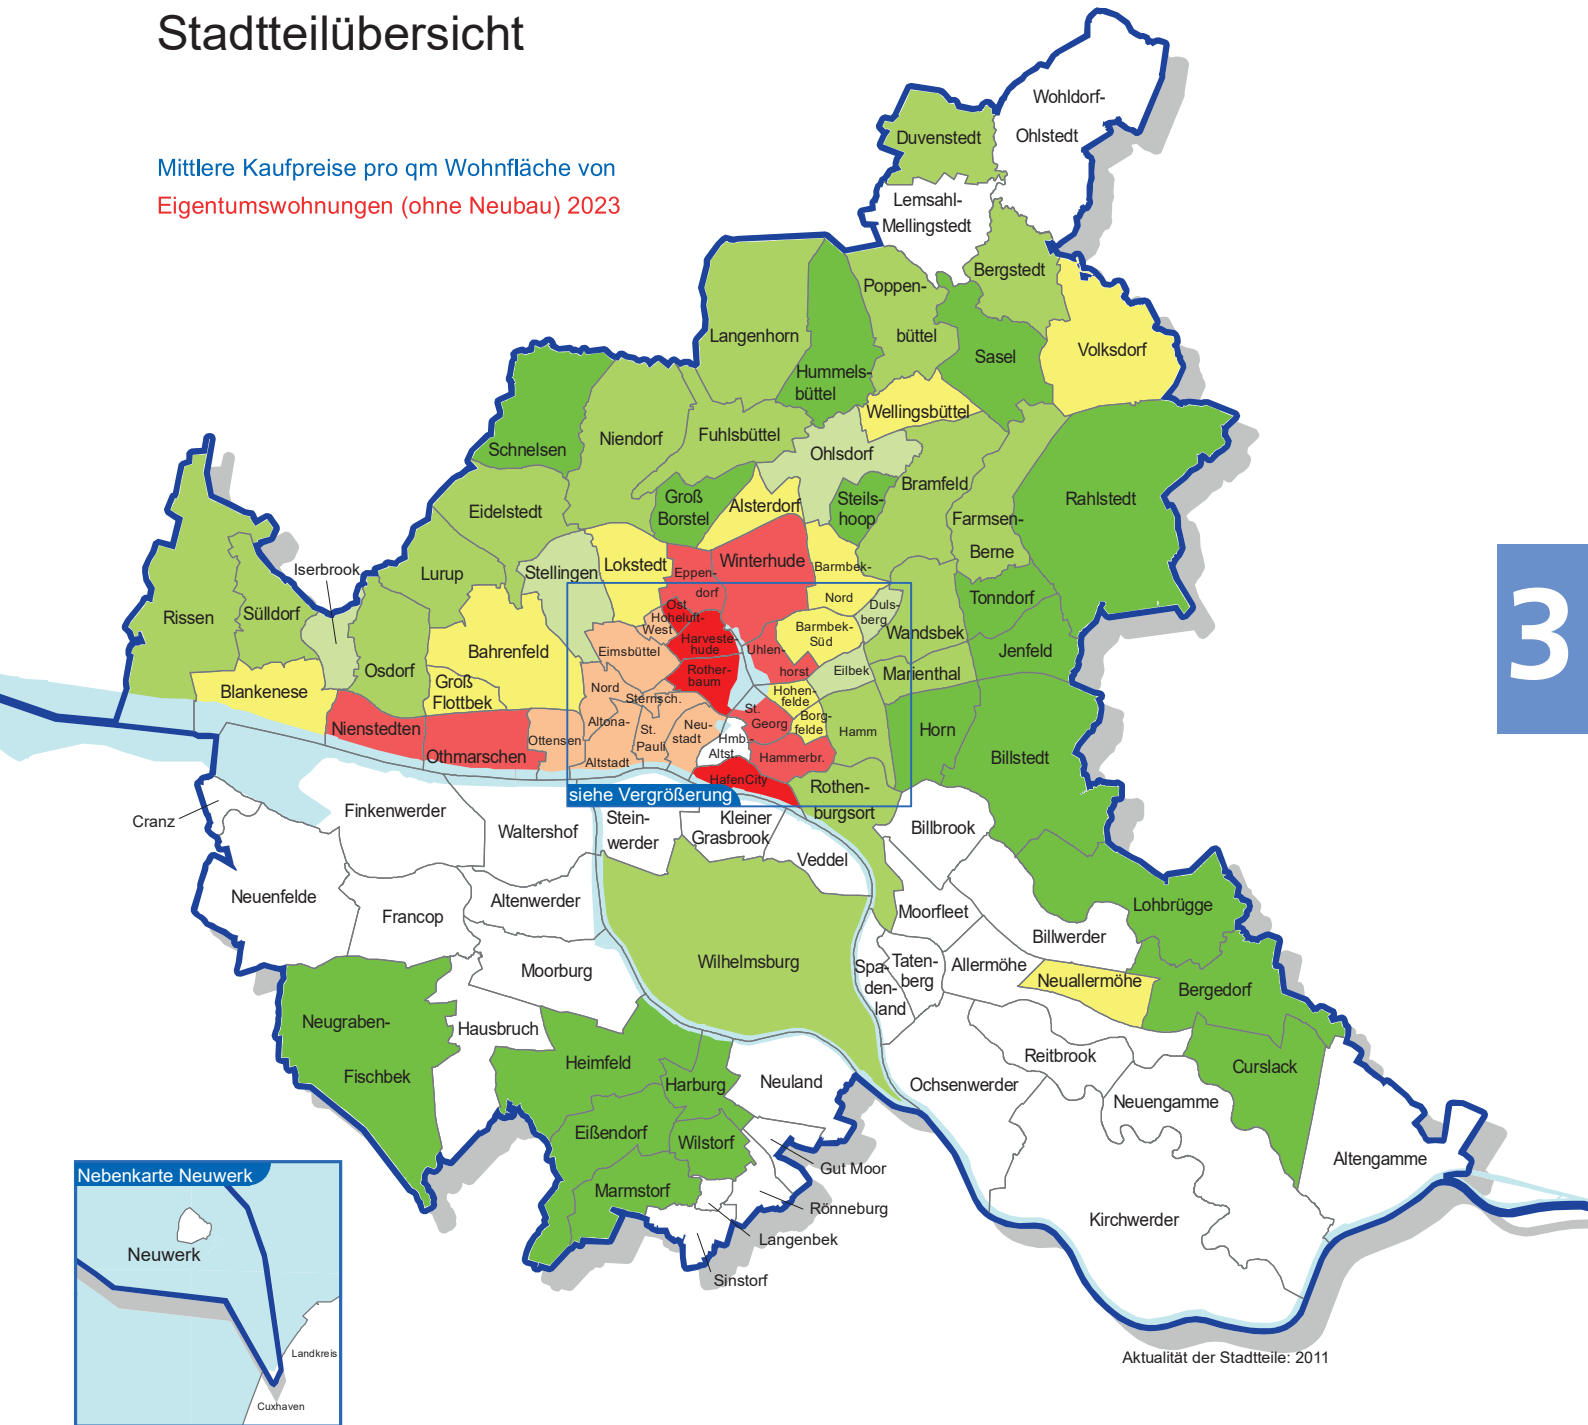 Stadtteilübersicht
Mittlere Kaufpreise pro qm Wohnfläche von
Eigentumswohnungen (ohne Neubau) 2023
Wohldorf-
Ohlstedt
Duvenstedt
Lemsahl-
Mellingstedt
Bergstedt
Poppen-
büttel
Langenhorn
Hummels-
büttel
Sasel
Volksdorf
Wellingsbüttel
Schnelsen
Niendorf
Fuhlsbüttel
Ohlsdorf
Bramfeld
Rahlstedt
Farmsen-
Berne
Eidelstedt
Groß
Borstel
Alsterdorf
Steils-
hoop
Lokstedt
Stellingen
Lurup
Iserbrook
Rissen
Sülldorf
Osdorf
Blankenese
Bahrenfeld
Groß
Flottbek
Nienstedten
Othmarschen
Ottensen
Eppen-
dorf
Winterhude
Barmbek-
Nord
Duls-
berg
Barmbek-
Süd
Ost
Hoheluft-
West
Harveste-
hude
Eimsbüttel
Rother-
baum
Uhlen-
horst
Eilbek
Wandsbek
Marienthal
Tonndorf
Jenfeld
Nord
Altona-
Altstadt
Sternsch.
St.
Pauli
Neu-
stadt
Hmb.-
Altst.
St.
Georg
Hohen-
felde
Borg-
felde
Hamm
Horn
Billstedt
Hammerbr.
HafenCity
Rothen-
burgsort
siehe Vergrößerung
3
Cranz
Finkenwerder
Waltershof
Stein-
werder
Kleiner
Grasbrook
Veddel
Billbrook
Neuenfelde
Francop
Altenwerder
Moorburg
Wilhelmsburg
Moorfleet
Billwerder
Lohbrügge
Spa-
den-
land
Taten-
berg
Allermöhe
Neuallermöhe
Bergedorf
Neugraben-
Fischbek
Hausbruch
Heimfeld
Harburg
Neuland
Ochsenwerder
Reitbrook
Curslack
Neuengamme
Altengamme
Kirchwerder
Eißendorf
Wilstorf
Marmstorf
Gut Moor
Rönneburg
Langenbek
Sinstorf
Nebenkarte Neuwerk
Neuwerk
Landkreis
Cuxhaven
Aktualität der Stadtteile: 2011